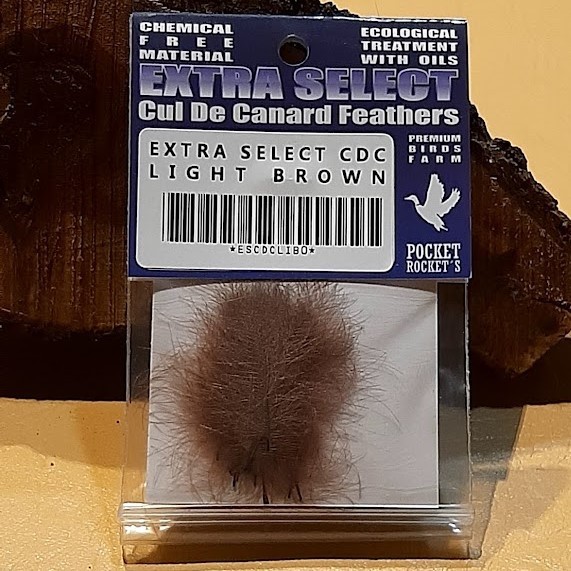 CHEMICAL
FREE
MATERIAL
ECOLOGICAL
TREATMENT
WITH OILS
EXTRA SELECT
Cul De Canard Feathers
EXTRA SELECT CDC
LIGHT BROWN
*ESCDCLIBO*
PREMIUM
BIRDS
FARM
POCKET
ROCKET´S